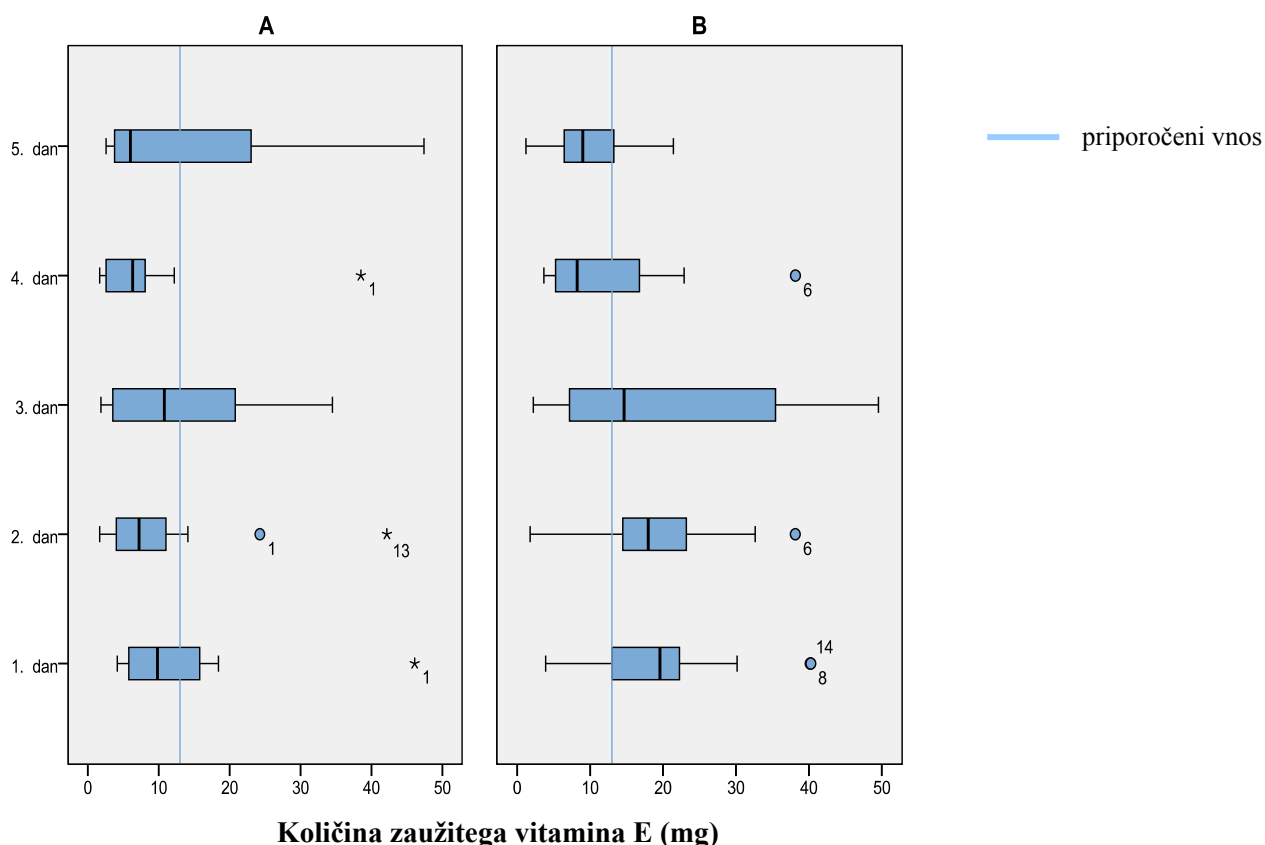 A
B
priporočeni vnos
5. dan
4. dan
1
6
3. dan
2. dan
1
13
6
1. dan
1
14
8
0 10 20 30 40 50
0 10 20 30 40 50
Količina zaužitega vitamina E (mg)